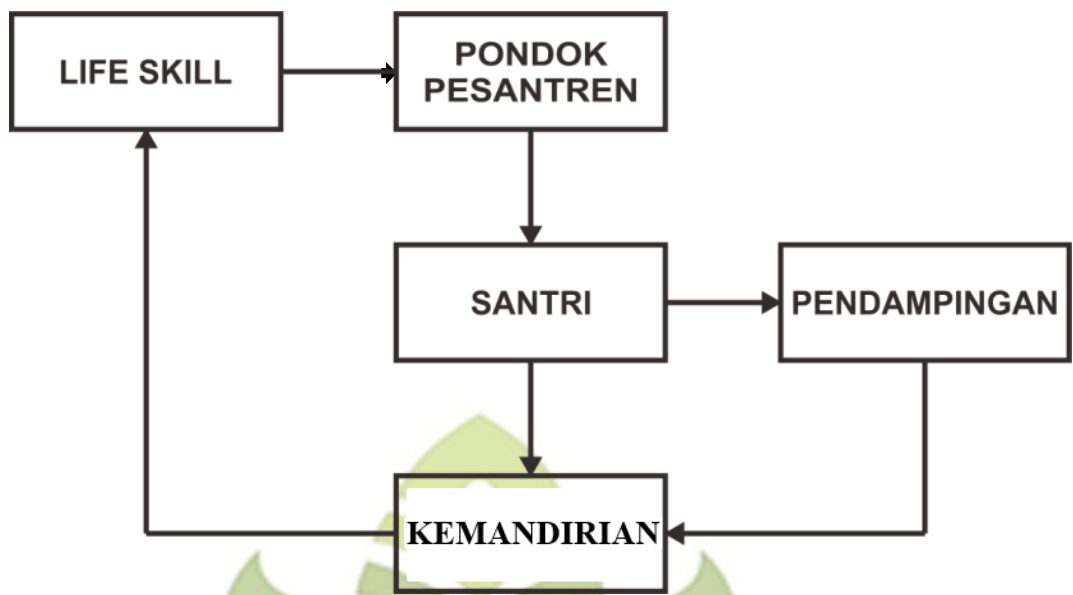 LIFE SKILL
PONDOK
PESANTREN
SANTRI
PENDAMPINGAN
KEMANDIRIAN